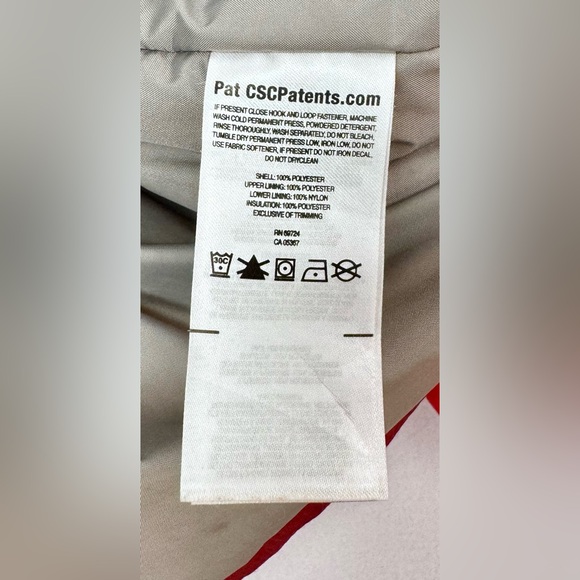 Pat CSCPatents.com
IF PRESENT CLOSE HOOK AND LOOP FASTENER, MACHINE
WASH COLD PERMANENT PRESS, POWDERED DETERGENT,
RINSE THOROUGHLY, WASH SEPARATELY, DO NOT BLEACH,
TUMBLE DRY PERMANENT PRESS LOW, IRON LOW, DO NOT
USE FABRIC SOFTENER, IF PRESENT DO NOT IRON DECAL,
DO NOT DRYCLEAN
SHELL: 100% POLYESTER
UPPER LINING: 100% POLYESTER
LOWER LINING: 100% NYLON
INSULATION: 100% POLYESTER
EXCLUSIVE OF TRIMMING
RN 69724
CA 05367
30C